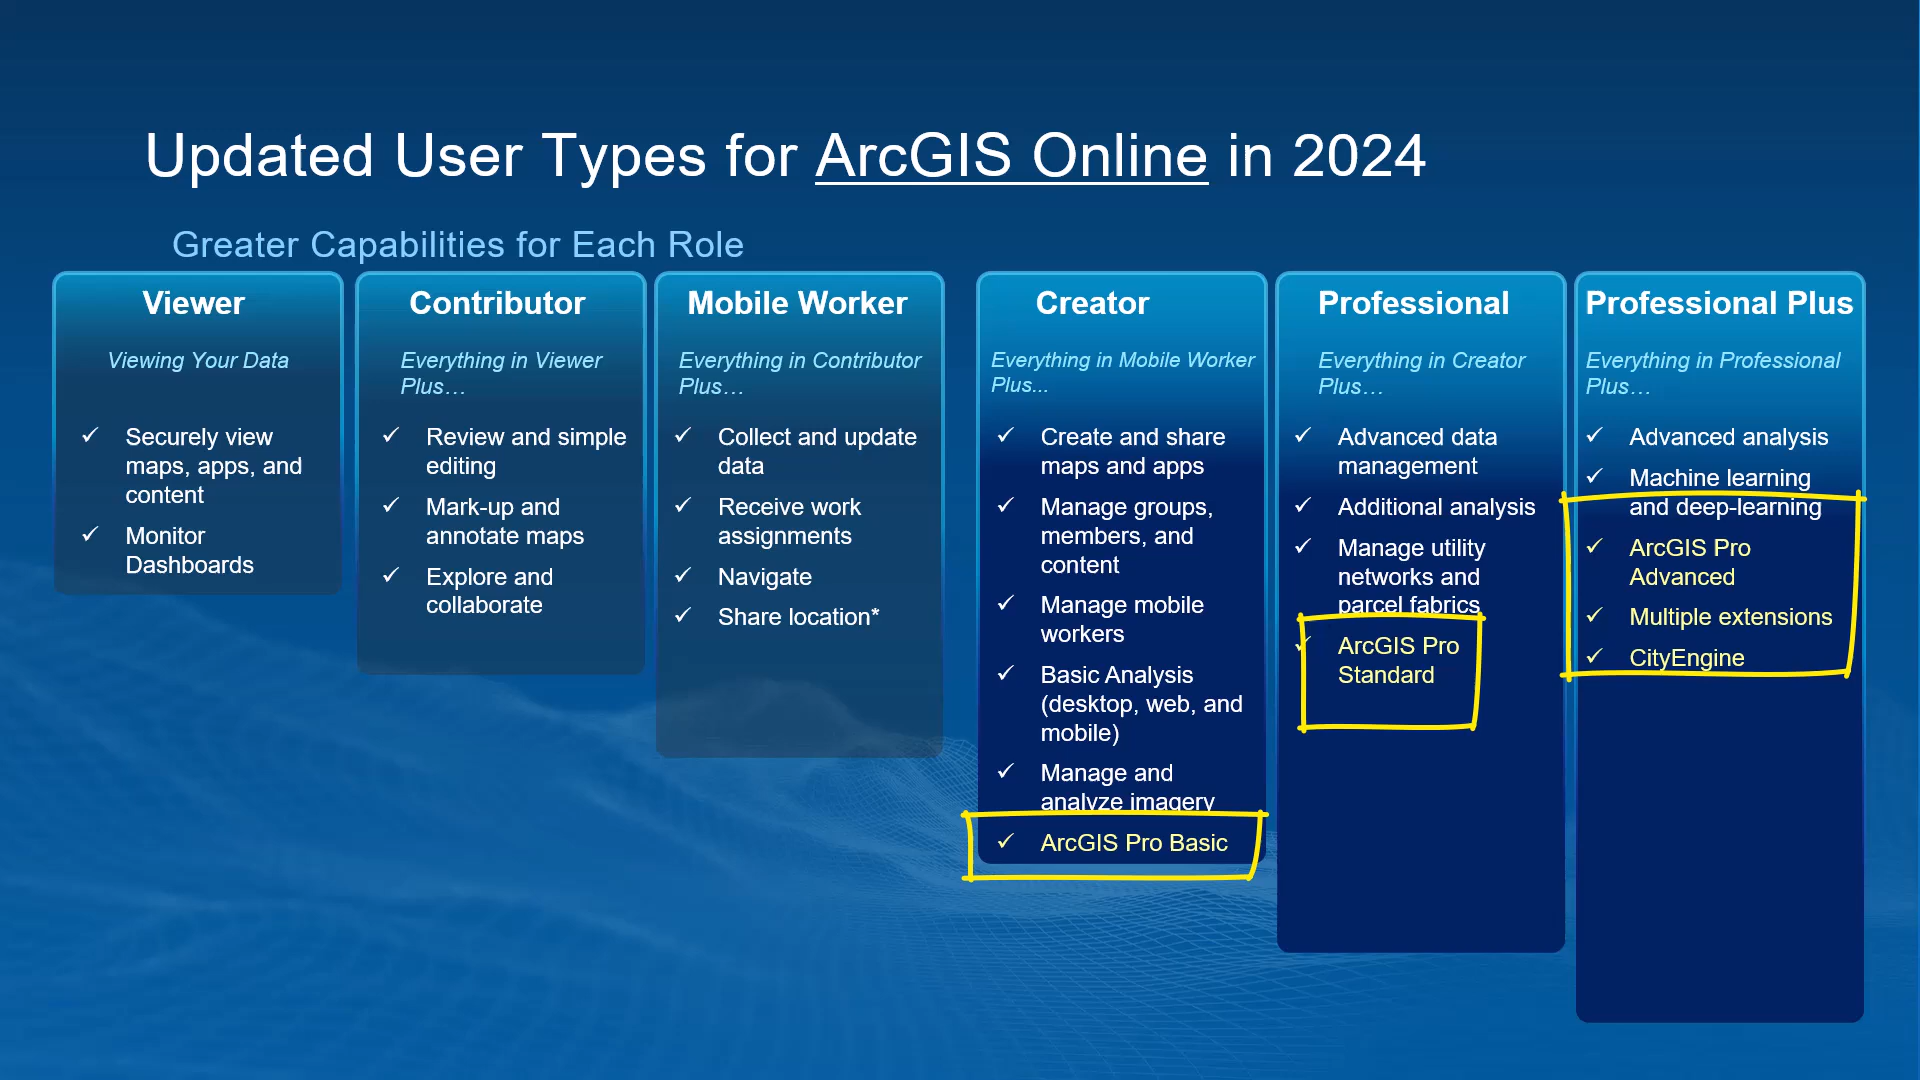 Updated User Types for ArcGIS Online in 2024
Greater Capabilities for Each Role
Viewer
Viewing Your Data
✓ Securely view
maps, apps, and
content
✓ Monitor
Dashboards
Contributor
Everything in Viewer
Plus…
✓ Review and simple
editing
✓ Mark-up and
annotate maps
✓ Explore and
collaborate
Mobile Worker
Everything in Contributor
Plus…
✓ Collect and update
data
✓ Receive work
assignments
✓ Navigate
✓ Share location*
Creator
Everything in Mobile Worker
Plus...
✓ Create and share
maps and apps
✓ Manage groups,
members, and
content
✓ Manage mobile
workers
✓ Basic Analysis
(desktop, web, and
mobile)
✓ Manage and
analyze imagery
✓ ArcGIS Pro Basic
Professional
Everything in Creator
Plus…
✓ Advanced data
management
✓ Additional analysis
✓ Manage utility
networks and
parcel fabrics
✓ ArcGIS Pro
Standard
Professional Plus
Everything in Professional
Plus…
✓ Advanced analysis
✓ Machine learning
and deep-learning
✓ ArcGIS Pro
Advanced
✓ Multiple extensions
✓ CityEngine